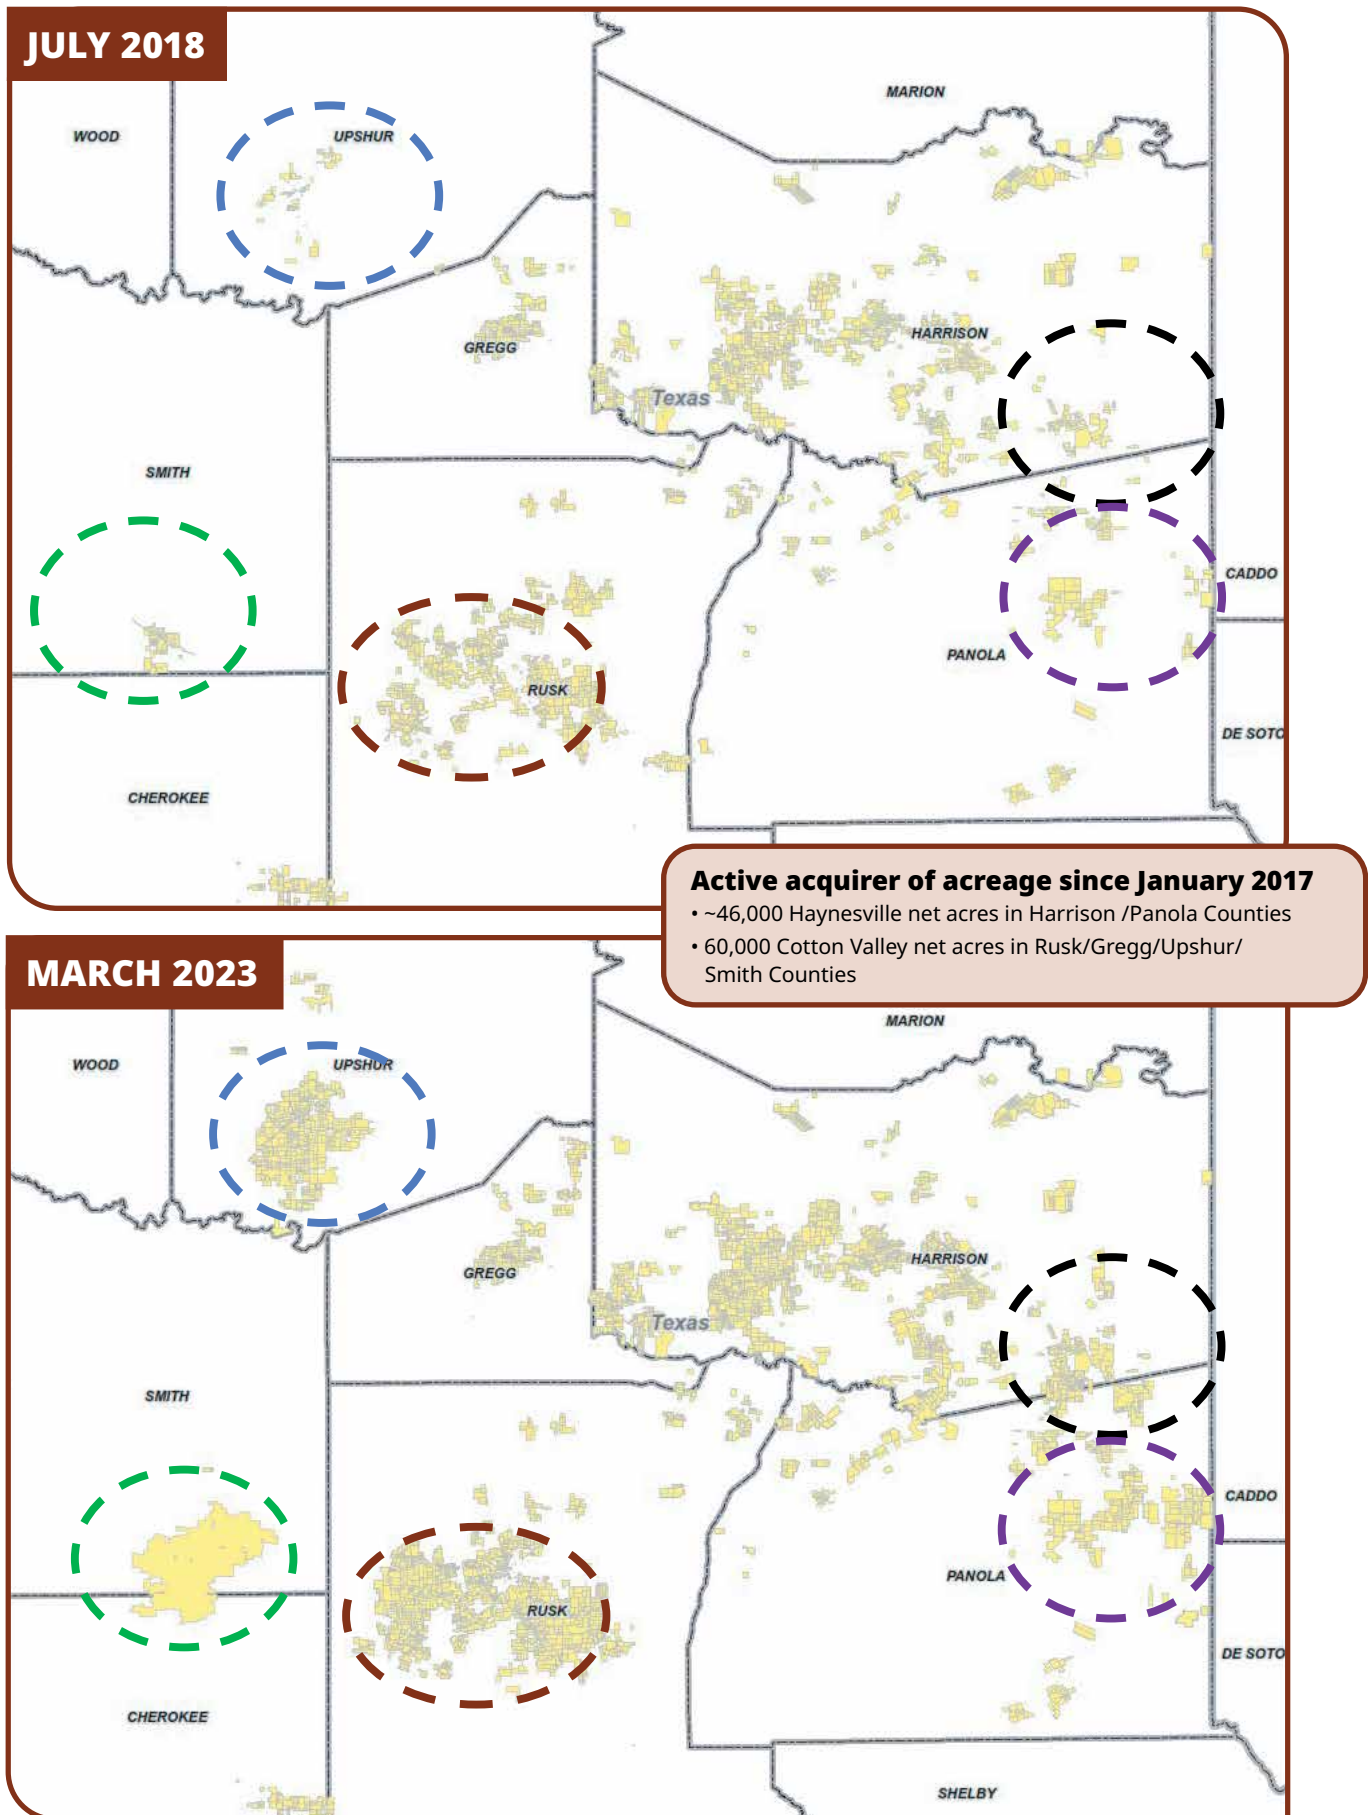 JULY 2018
MARION
WOOD
UPSHUR
HARRISON
GREGG
Texas
SMITH
CADDO
PANOLA
RUSK
DE SOTO
CHEROKEE
Active acquirer of acreage since January 2017
• ~46,000 Haynesville net acres in Harrison /Panola Counties
• 60,000 Cotton Valley net acres in Rusk/Gregg/Upshur/
Smith Counties
MARCH 2023
MARION
WOOD
UPSHUR
HARRISON
GREGG
Texas
SMITH
CADDO
PANOLA
RUSK
DE SOTO
CHEROKEE
SHELBY